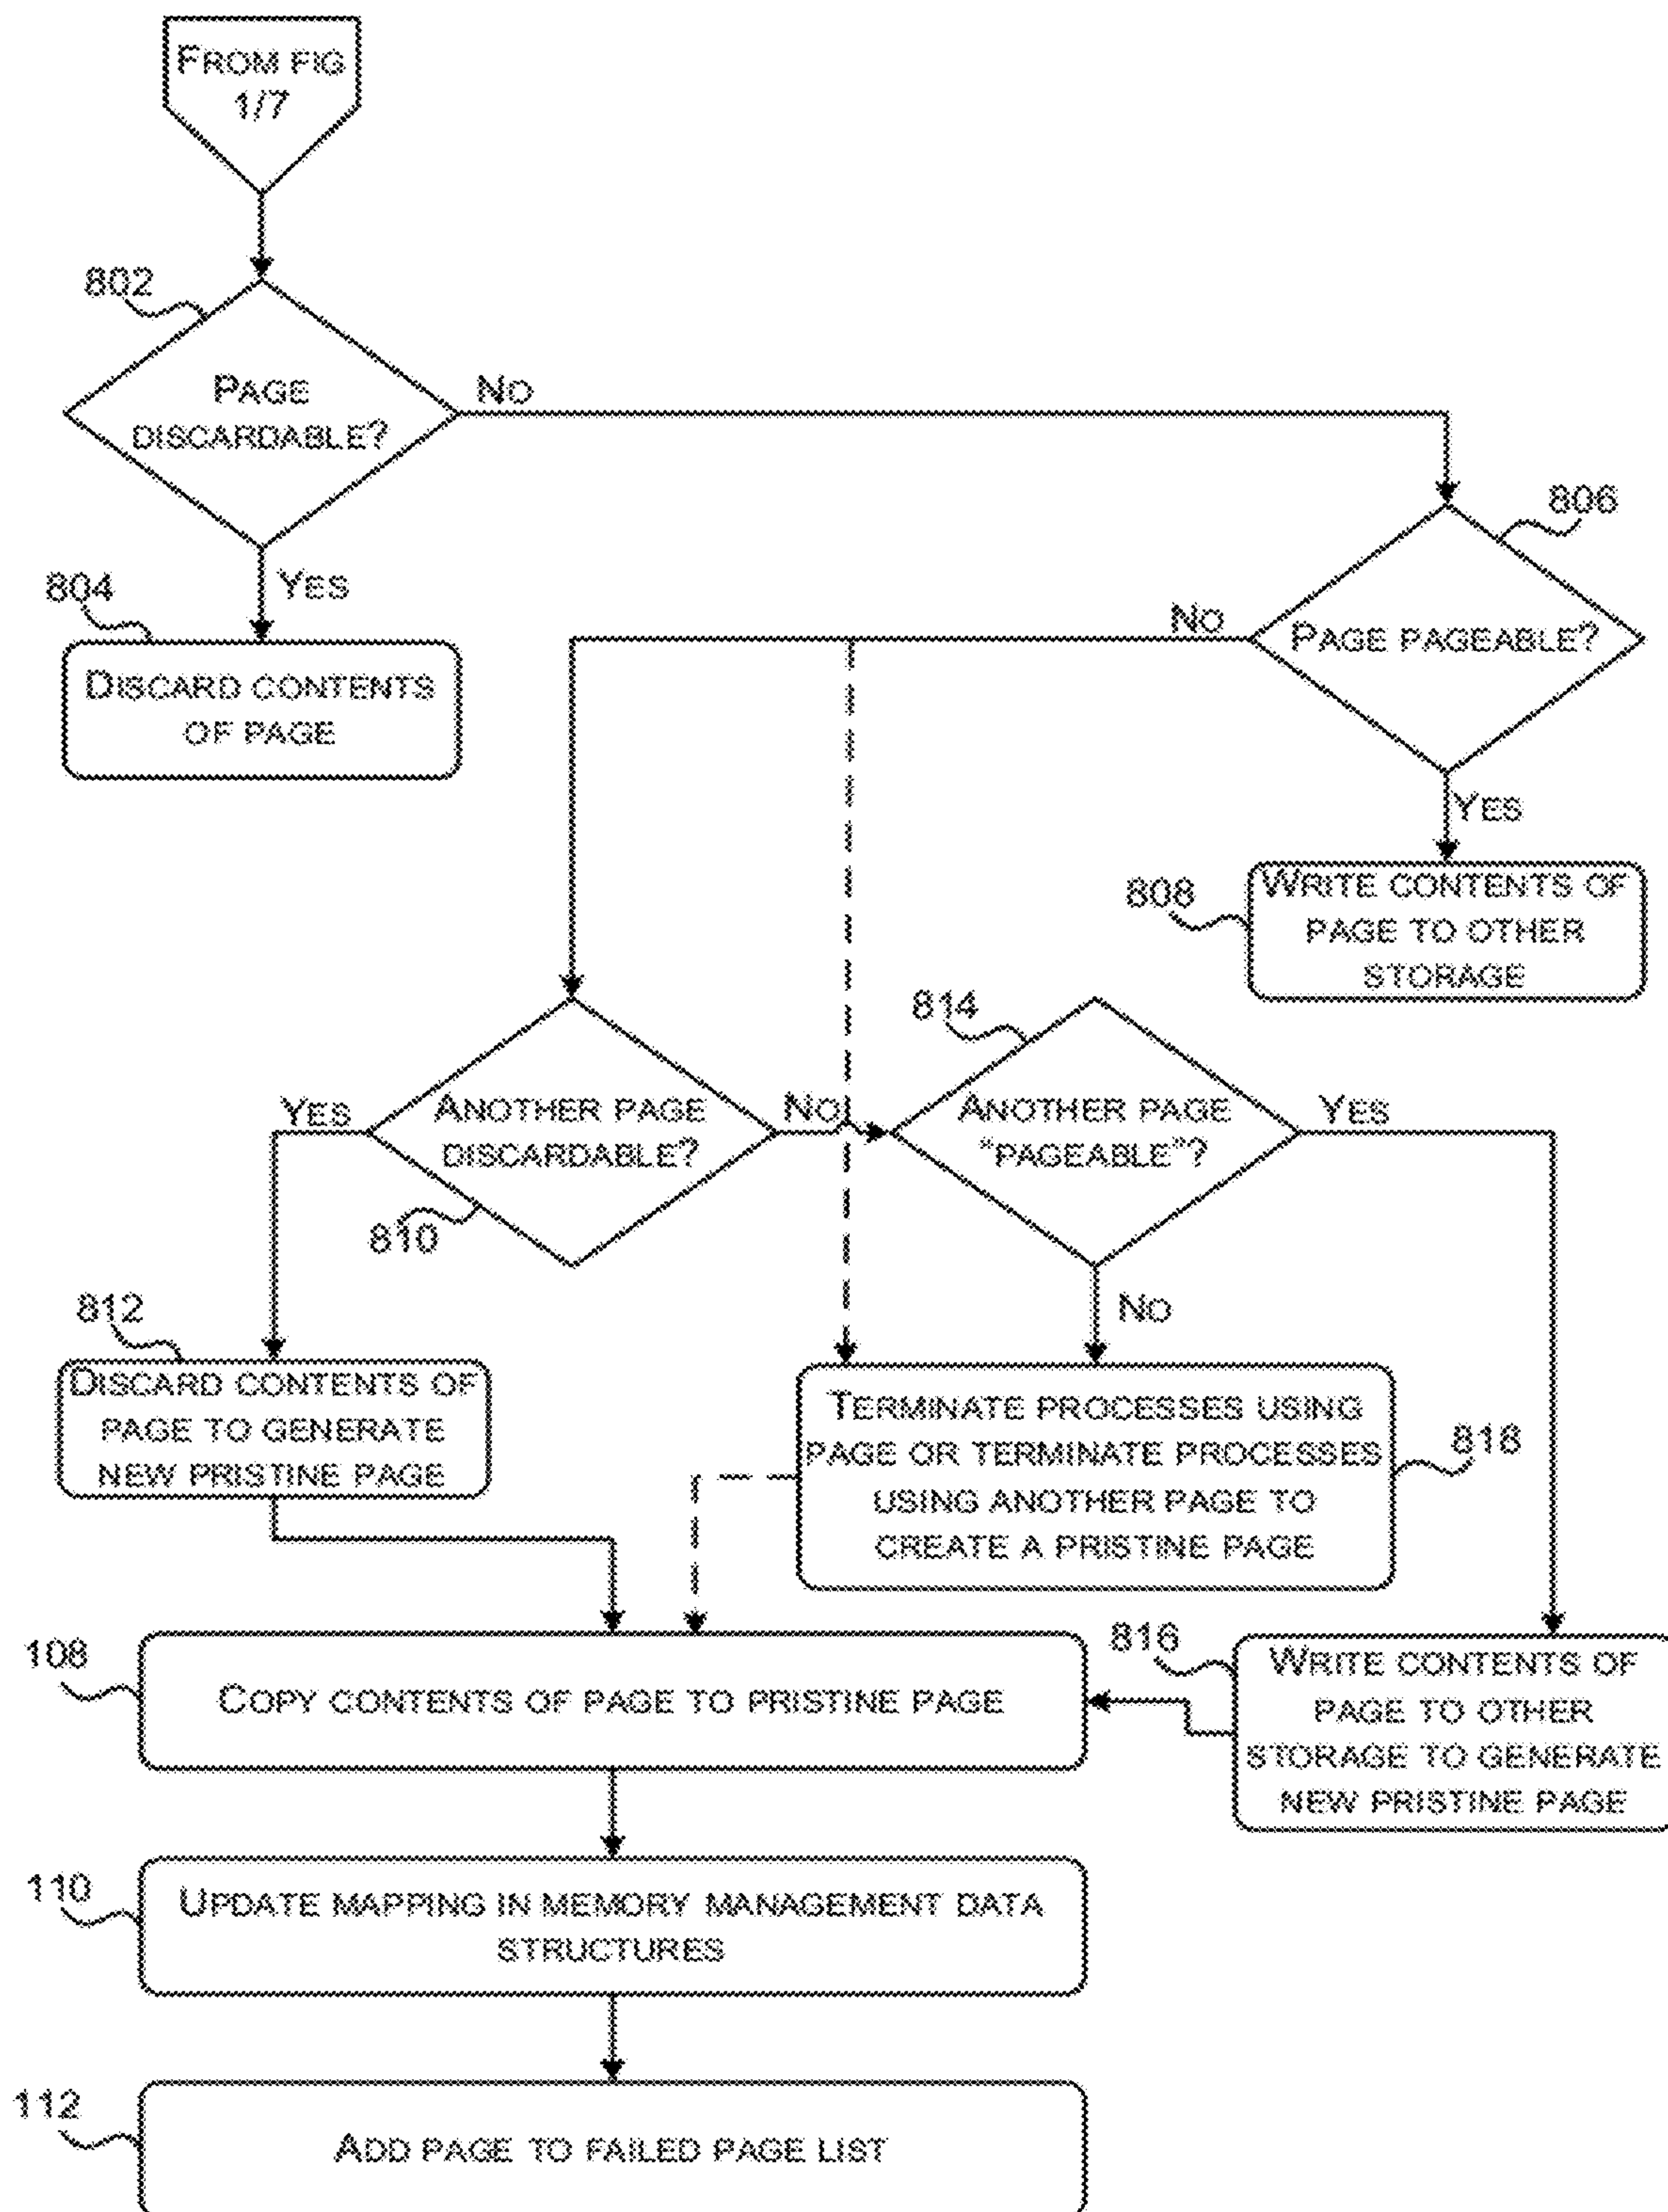 FROM FIG
1/7
802
PAGE
DISCARDABLE?
NO
806
PAGE PAGEABLE?
NO
YES
804
DISCARD CONTENTS
OF PAGE
YES
808
WRITE CONTENTS OF
PAGE TO OTHER
STORAGE
814
YES
ANOTHER PAGE
DISCARDABLE?
NO
ANOTHER PAGE
“PAGEABLE”?
YES
810
NO
812
DISCARD CONTENTS OF
PAGE TO GENERATE
NEW PRISTINE PAGE
TERMINATE PROCESSES USING
PAGE OR TERMINATE PROCESSES
USING ANOTHER PAGE TO
CREATE A PRISTINE PAGE
818
108
COPY CONTENTS OF PAGE TO PRISTINE PAGE
816
WRITE CONTENTS OF
PAGE TO OTHER
STORAGE TO GENERATE
NEW PRISTINE PAGE
110
UPDATE MAPPING IN MEMORY MANAGEMENT DATA
STRUCTURES
112
ADD PAGE TO FAILED PAGE LIST